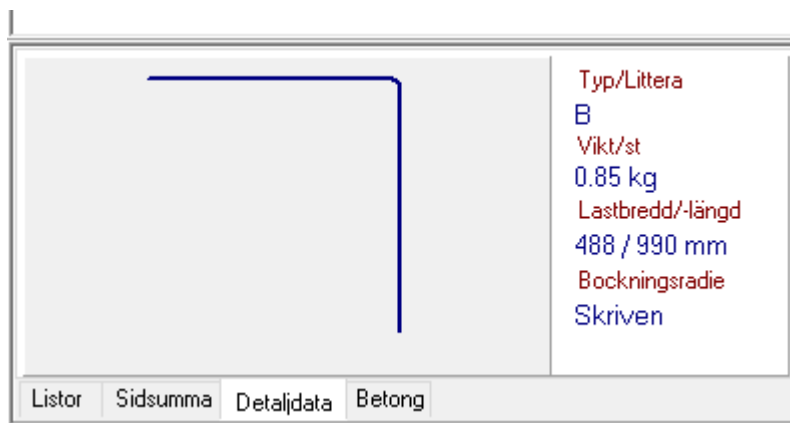 Typ/Littera
B
Vikt/st
0.85 kg
Lastbredd/-längd
488 / 990 mm
Bockningsradie
Skriven
Listor Sidsumma Detaljdata Betong